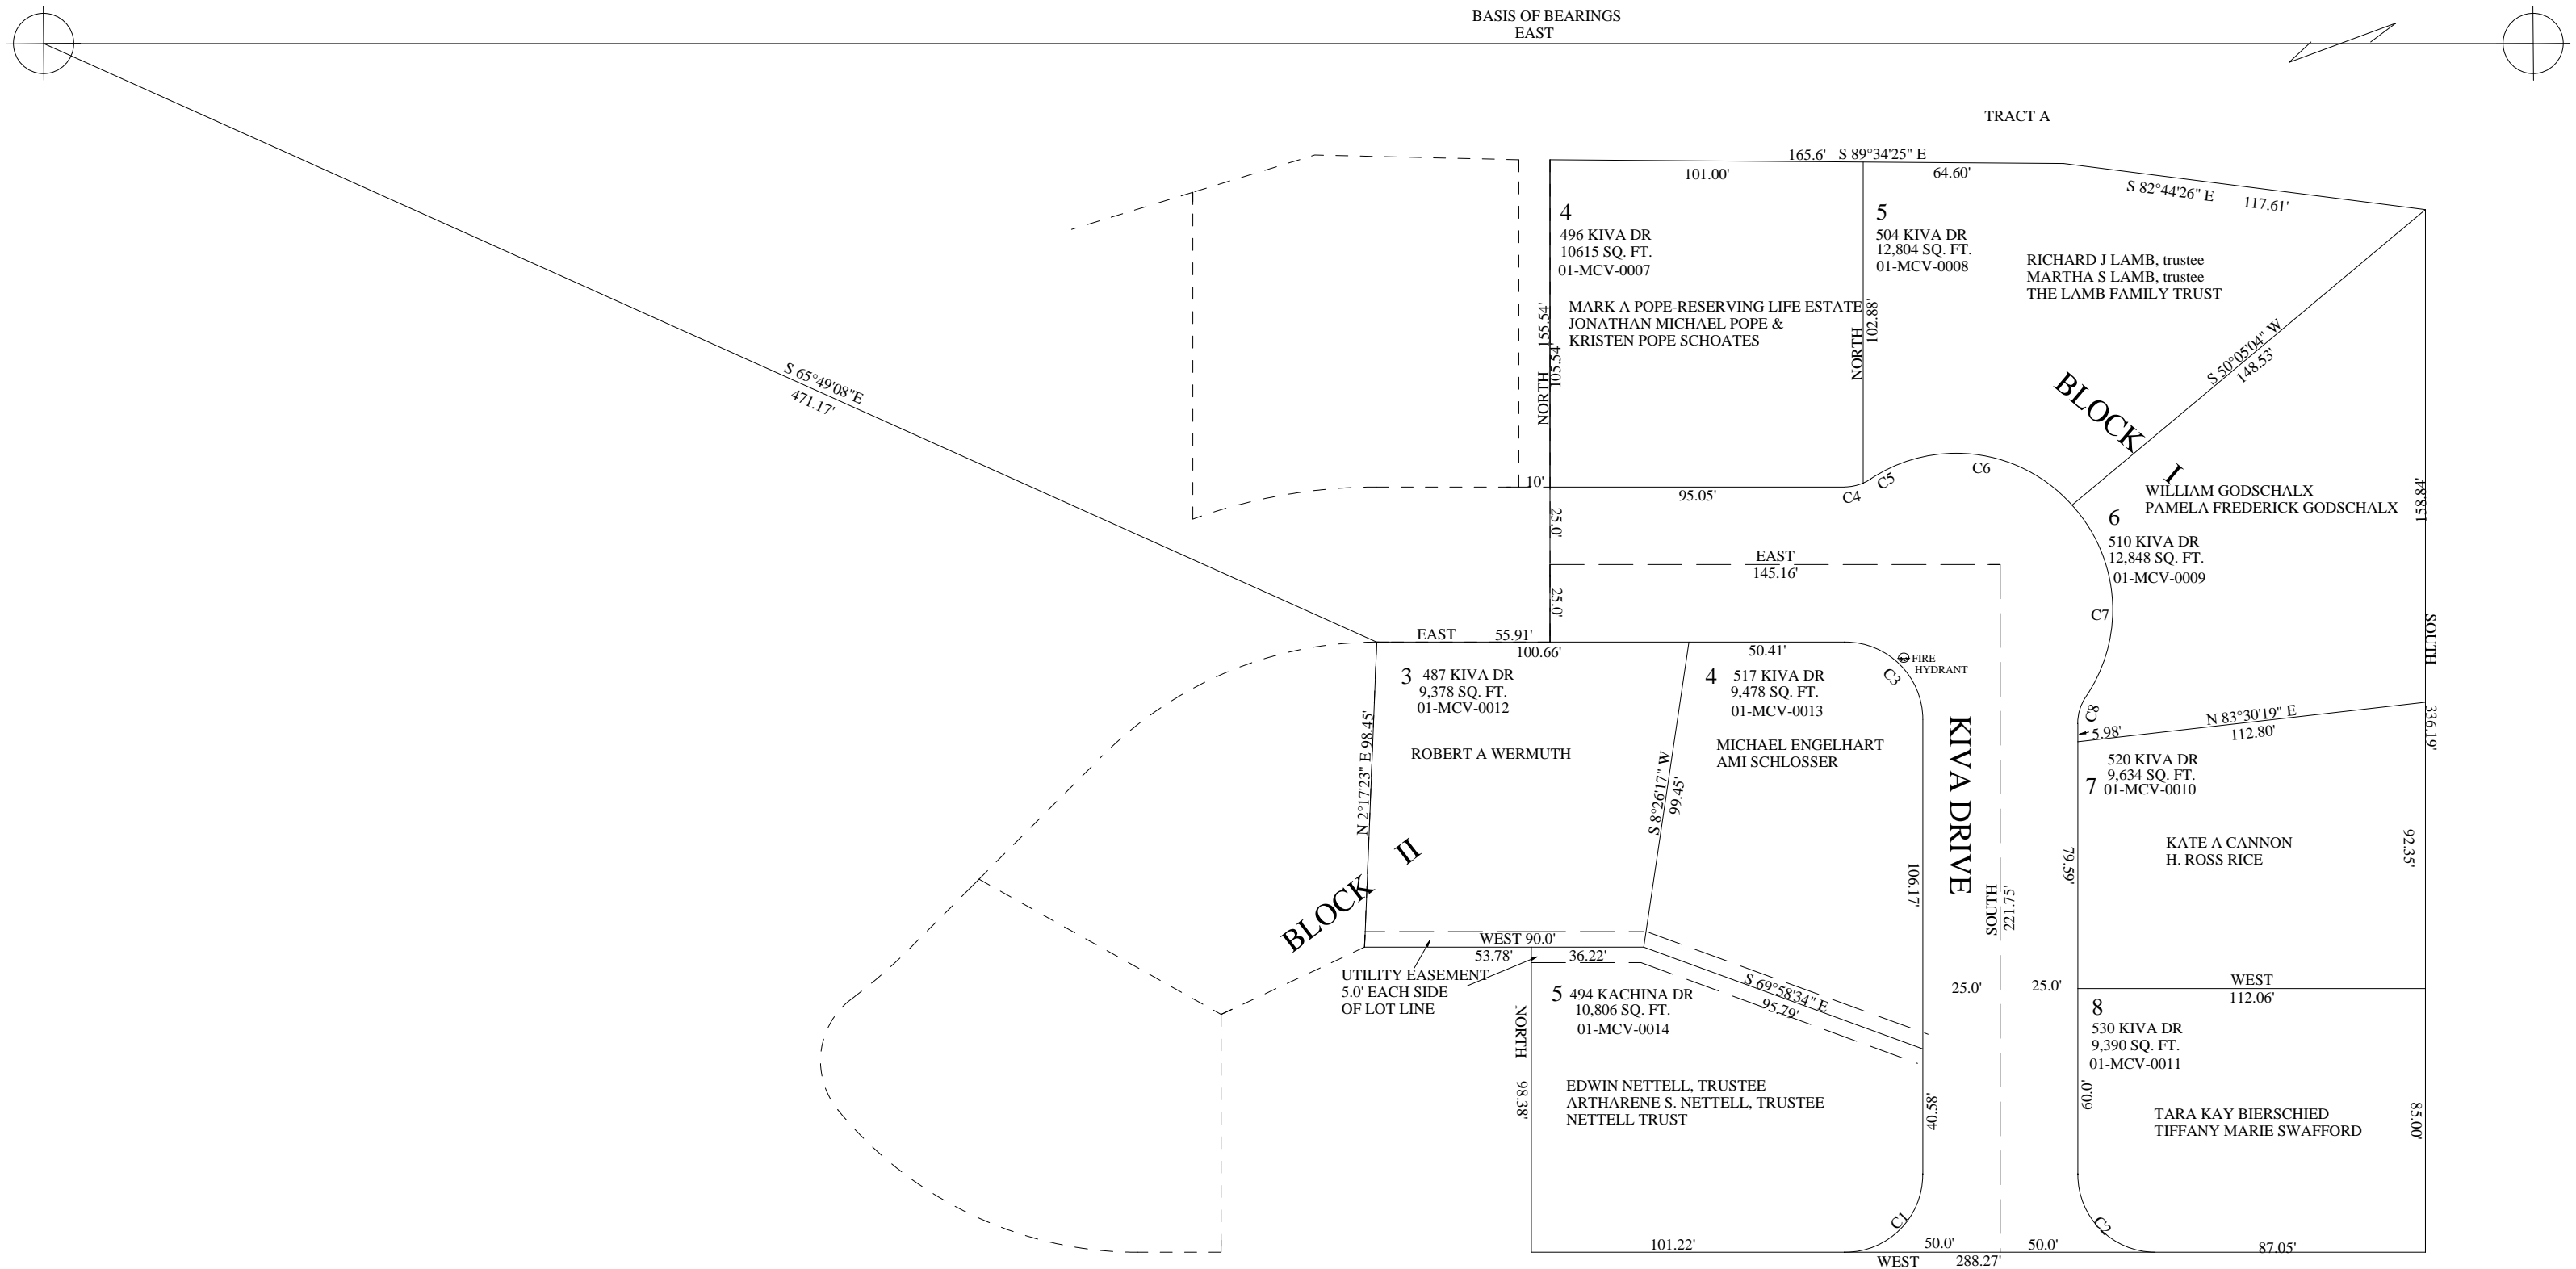 BASIS OF BEARINGS
EAST
TRACT A
165.6' S 89°34'25" E
101.00'
64.60'
S 82°44'26" E 117.61'
4
496 KIVA DR
10615 SQ. FT.
01-MCV-0007
MARK A POPE-RESERVING LIFE ESTATE
JONATHAN MICHAEL POPE &
KRISTEN POPE SCHOATES
5
504 KIVA DR
12,804 SQ. FT.
01-MCV-0008
RICHARD J LAMB, trustee
MARTHA S LAMB, trustee
THE LAMB FAMILY TRUST
NORTH 155.54'
105.54'
NORTH
102.88'
S 50°05'04" W
148.53'
BLOCK I
S 65°49'08"E
471.17'
10'
95.05'
C4
C5
C6
WILLIAM GODSCHALX
PAMELA FREDERICK GODSCHALX
6
510 KIVA DR
12,848 SQ. FT.
01-MCV-0009
158.84'
25.0'
25.0'
EAST
145.16'
C7
SOUTH 336.19'
EAST 55.91'
100.66'
50.41'
FIRE
HYDRANT
C3
3 487 KIVA DR
9,378 SQ. FT.
01-MCV-0012
ROBERT A WERMUTH
4 517 KIVA DR
9,478 SQ. FT.
01-MCV-0013
MICHAEL ENGELHART
AMI SCHLOSSER
N 2°17'23" E 98.45'
S 8°26'17" W
99.45'
KIVA DRIVE
C8
5.98'
N 83°30'19" E
112.80'
520 KIVA DR
9,634 SQ. FT.
7 01-MCV-0010
KATE A CANNON
H. ROSS RICE
92.35'
79.59'
106.17'
SOUTH
221.75'
BLOCK II
WEST 90.0'
53.78'
36.22'
UTILITY EASEMENT
5.0' EACH SIDE
OF LOT LINE
S 69°58'34" E
95.79'
25.0'
25.0'
WEST
112.06'
5 494 KACHINA DR
10,806 SQ. FT.
01-MCV-0014
EDWIN NETTELL, TRUSTEE
ARTHARENE S. NETTELL, TRUSTEE
NETTELL TRUST
NORTH 98.38'
40.58'
8
530 KIVA DR
9,390 SQ. FT.
01-MCV-0011
TARA KAY BIERSCHIED
TIFFANY MARIE SWAFFORD
60.0'
85.00'
C1
C2
101.22'
50.0'
50.0'
87.05'
WEST 288.27'